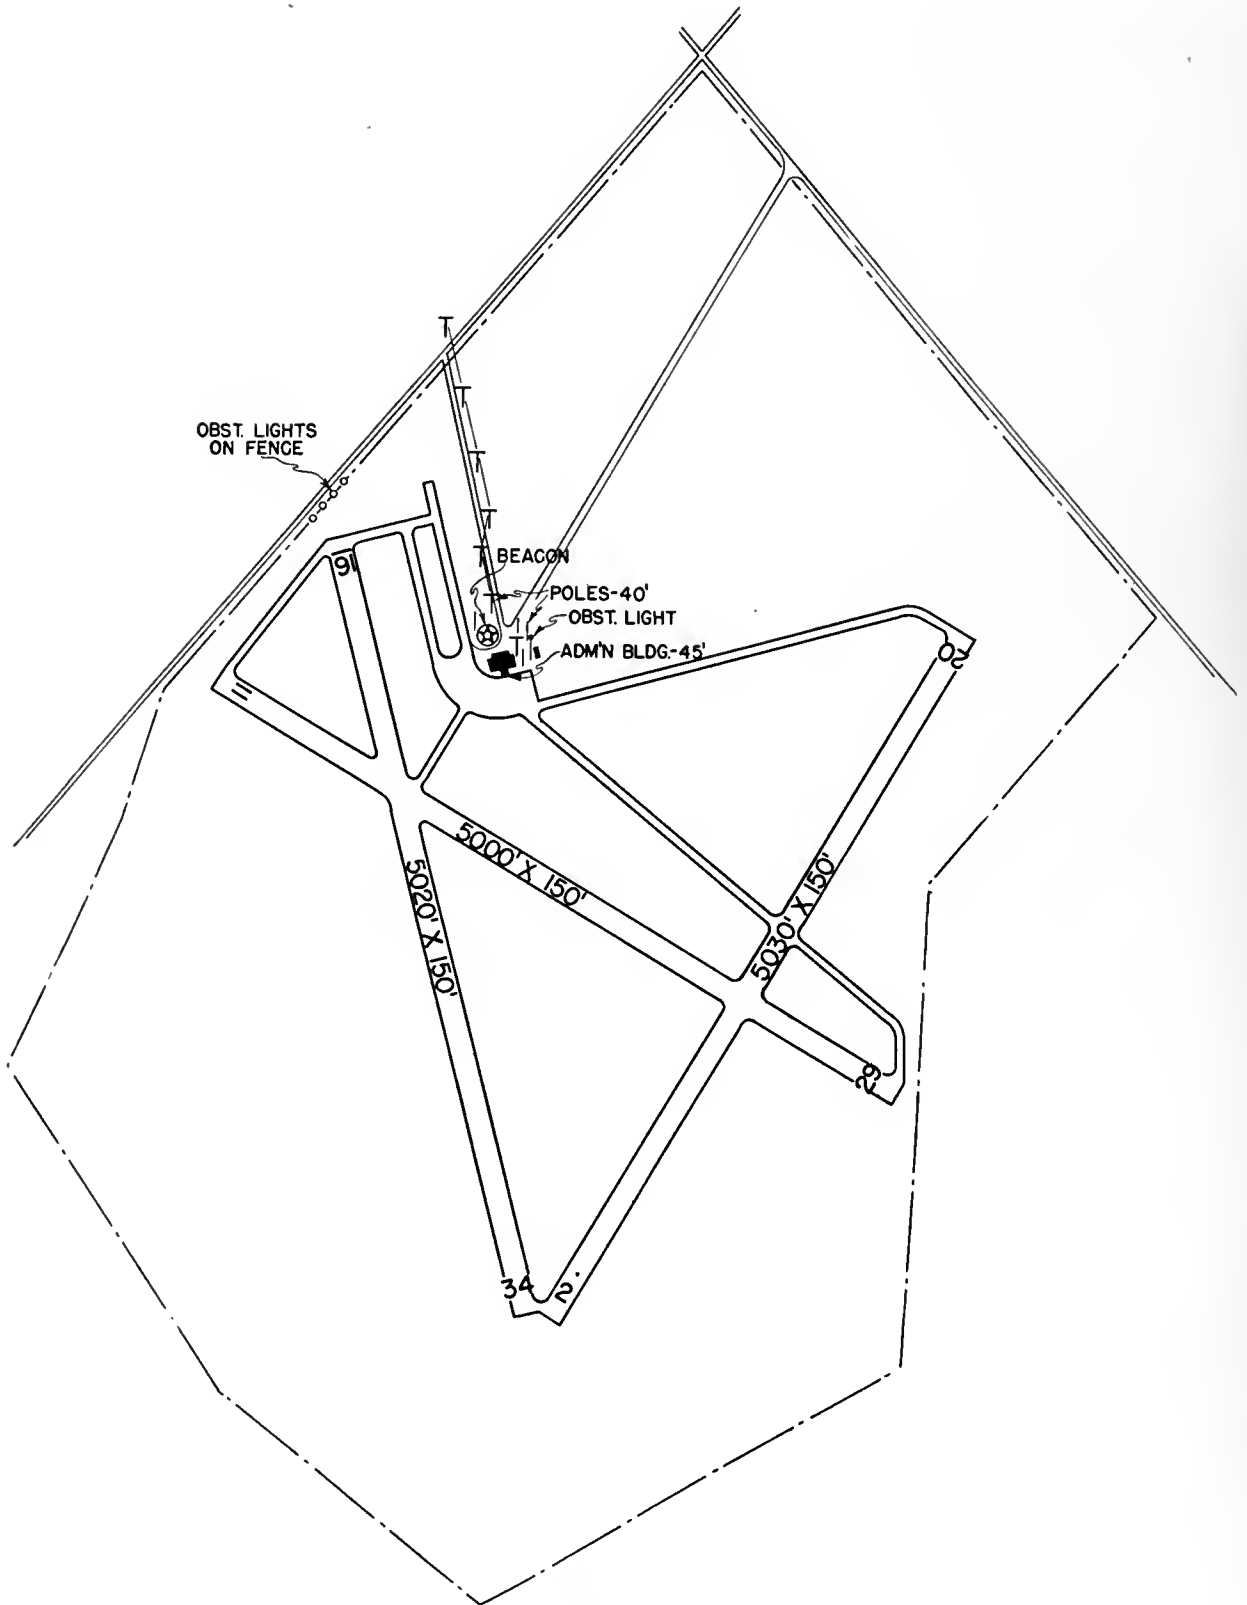 OBST. LIGHTS
ON FENCE
16
BEACON
POLES-40'
OBST. LIGHT
ADM'N BLDG.-45'
20
11
5000' X 150'
5020' X 150'
5030' X 150'
29
34
2